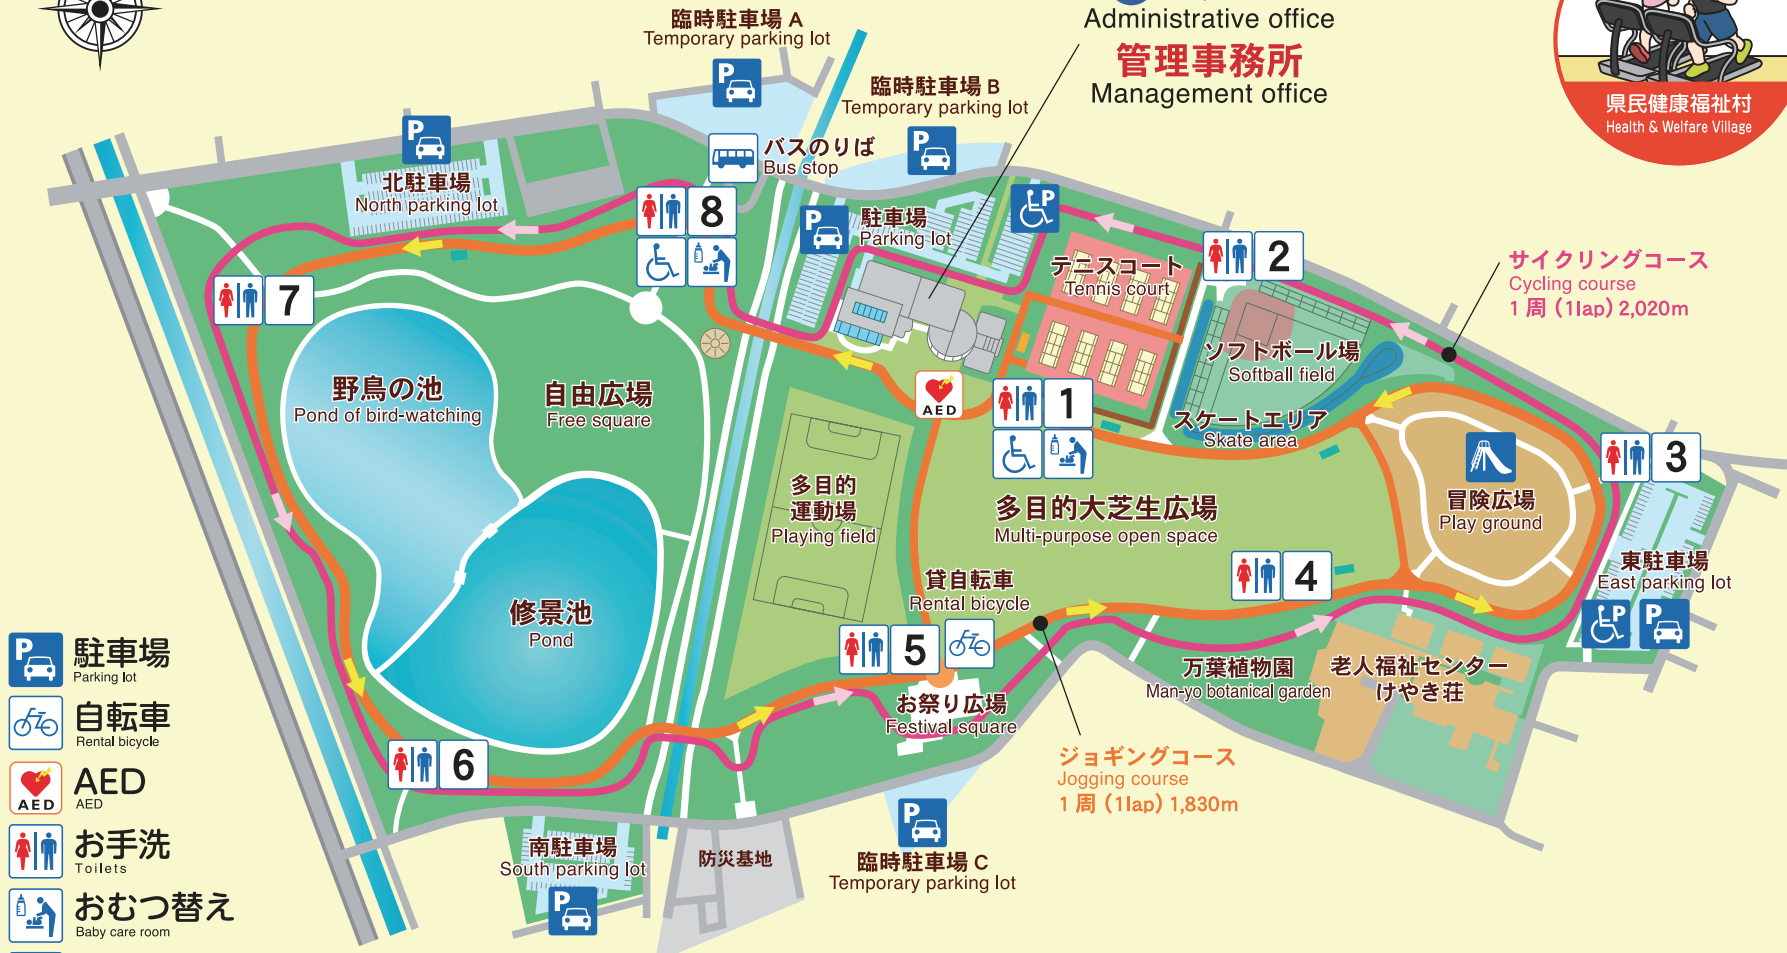 臨時駐車場 A
Temporary parking lot
P
Administrative office
管理事務所
Management office
県民健康福祉村
Health & Welfare Village
臨時駐車場 B
Temporary parking lot
P
P
北駐車場
North parking lot
バスのりば
Bus stop
8
P
駐車場
Parking lot
P
テニスコート
Tennis court
2
サイクリングコース
Cycling course
1 周 (1lap) 2,020m
7
ソフトボール場
Softball field
野鳥の池
Pond of bird-watching
自由広場
Free square
AED
1
スケートエリア
Skate area
3
多目的
運動場
Playing field
多目的大芝生広場
Multi-purpose open space
冒険広場
Play ground
4
東駐車場
East parking lot
P
P
貸自転車
Rental bicycle
修景池
Pond
5
万葉植物園
Man-yo botanical garden
老人福祉センター
けやき荘
お祭り広場
Festival square
6
ジョギングコース
Jogging course
1 周 (1lap) 1,830m
南駐車場
South parking lot
P
防災基地
P
臨時駐車場 C
Temporary parking lot
P
駐車場
Parking lot
自転車
Rental bicycle
AED
AED
AED
お手洗
Toilets
おむつ替え
Baby care room